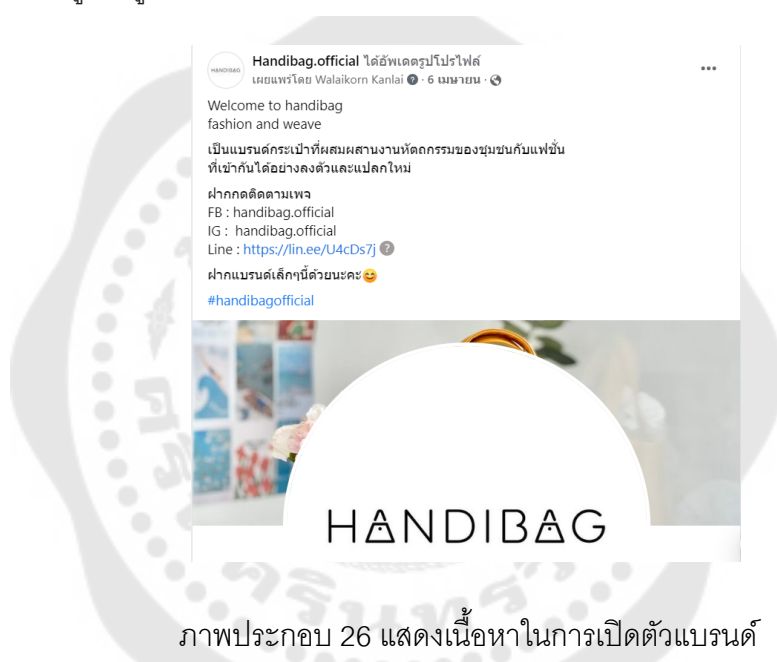 HANDIBAG
Handibag.official ได้อัพเดตรูปโปรไฟล์
เผยแพร่โดย Walaikorn Kanlai · 6 เมษายน ·
Welcome to handibag
fashion and weave
เป็นแบรนด์กระเป๋าที่ผสมผสานงานหัตถกรรมของชุมชนกับแฟชั่น
ที่เข้ากันได้อย่างลงตัวและแปลกใหม่
ฝากกดติดตามเพจ
FB : handibag.official
IG : handibag.official
Line : https://lin.ee/U4cDs7j
ฝากแบรนด์เล็กๆนี้ด้วยนะคะ😊
#handibagofficial
HANDIBAG
ภาพประกอบ 26 แสดงเนื้อหาในการเปิดตัวแบรนด์